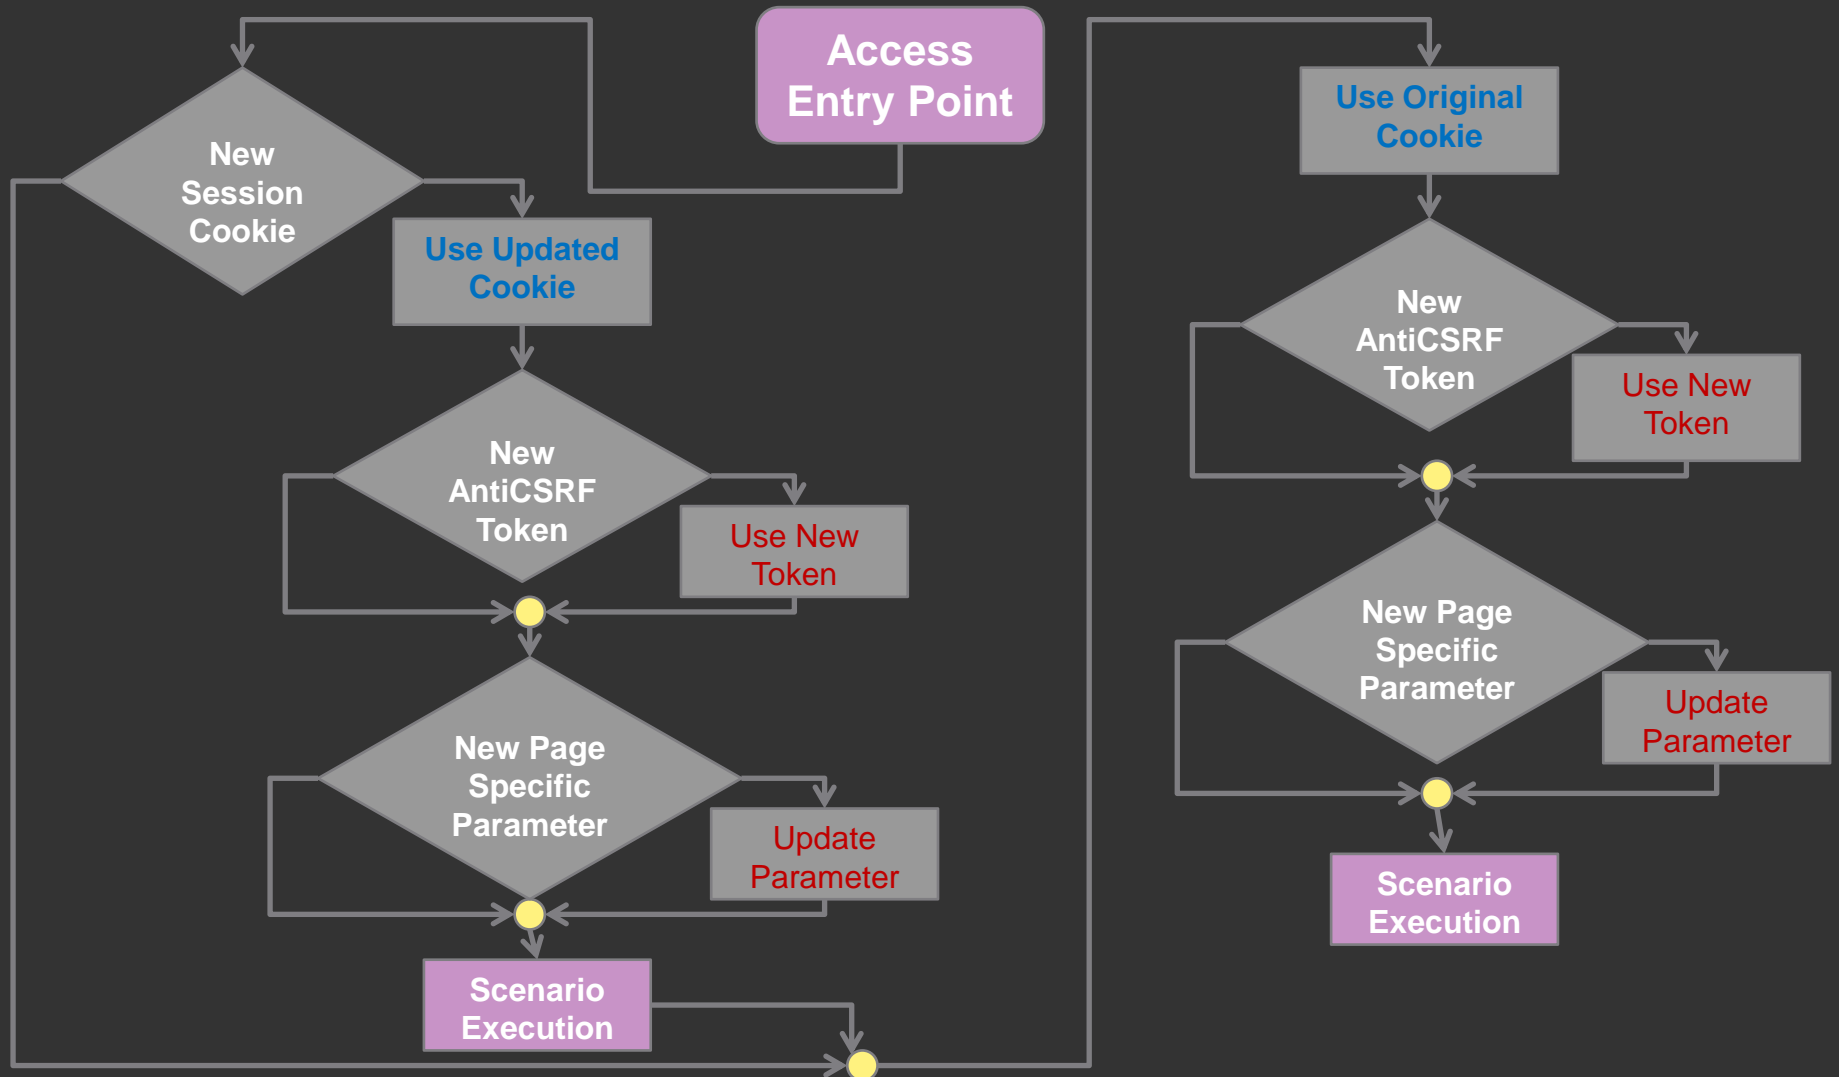 Access
Entry Point
New
Session
Cookie
Use Updated
Cookie
New
AntiCSRF
Token
Use New
Token
New Page
Specific
Parameter
Update
Parameter
Scenario
Execution
Use Original
Cookie
New
AntiCSRF
Token
Use New
Token
New Page
Specific
Parameter
Update
Parameter
Scenario
Execution